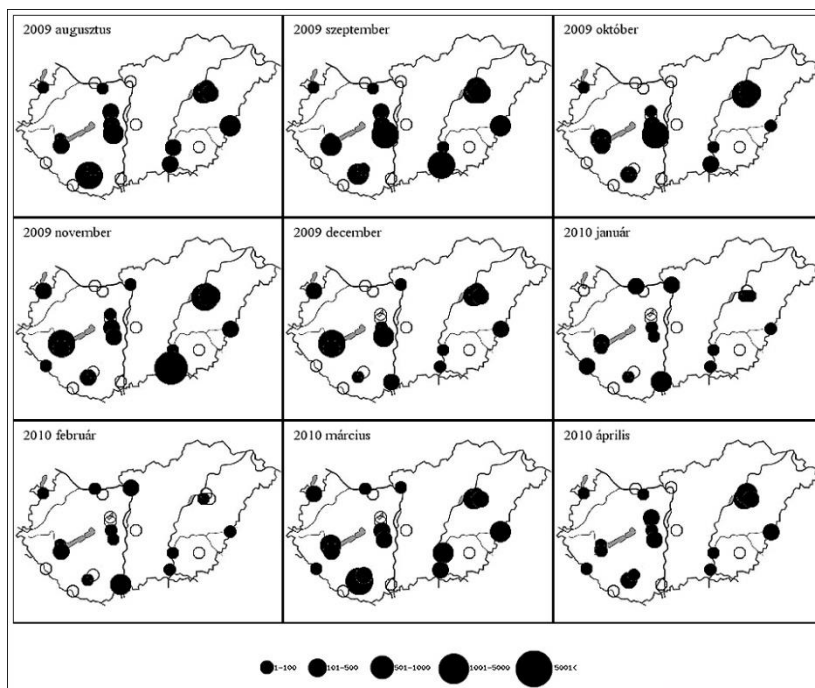 2009 augusztus
2009 szeptember
2009 október
2009 november
2009 december
2010 január
2010 február
2010 március
2010 április
1-100 101-500 501-1000 1001-5000 5001<